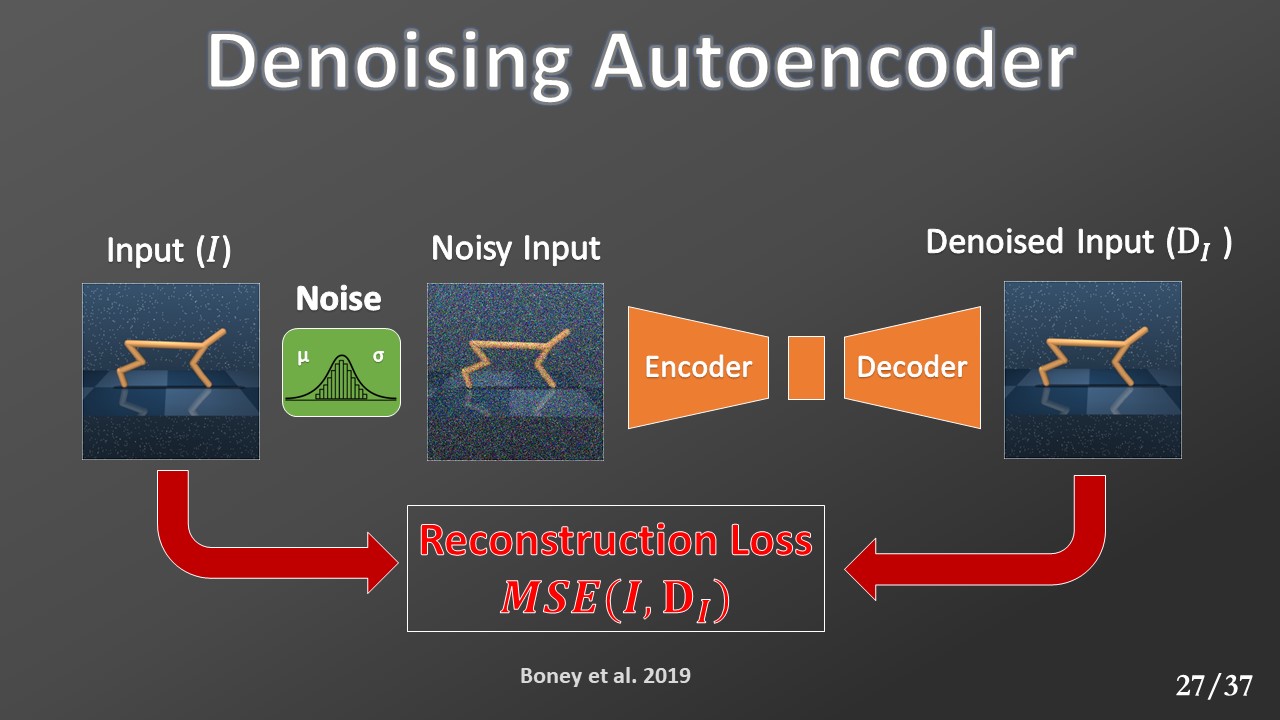 Denoising Autoencoder
Input (I)
Noise
μ σ
Noisy Input
Encoder
Decoder
Denoised Input (D_I )
Reconstruction Loss
MSE(I, D_I)
Boney et al. 2019
27/37